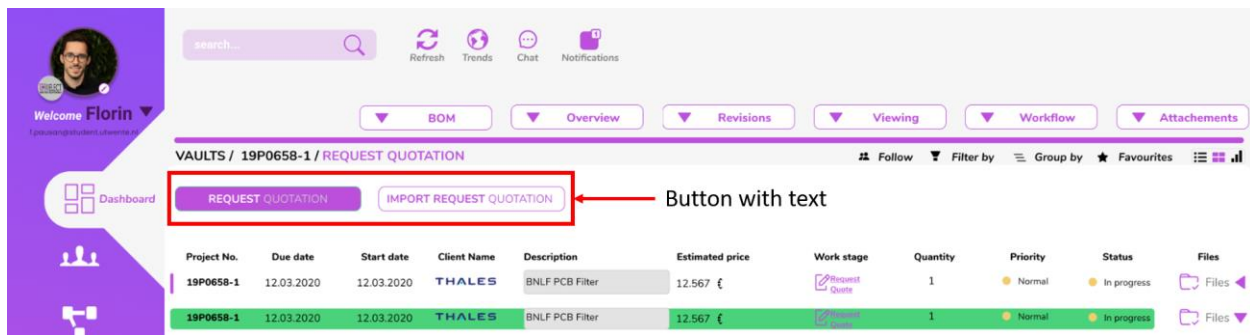 search...
Refresh Trends Chat Notifications
1
Welcome Florin
BOM Overview Revisions Viewing Workflow Attachements
VAULTS / 19P0658-1 / REQUEST QUOTATION
Follow Filter by Group by Favourites
Dashboard
REQUEST QUOTATION IMPORT REQUEST QUOTATION
Button with text
Project No. Due date Start date Client Name Description Estimated price Work stage Quantity Priority Status Files
19P0658-1 12.03.2020 12.03.2020 THALES BNLF PCB Filter 12.567 € Request Quote 1 Normal In progress Files
19P0658-1 12.03.2020 12.03.2020 THALES BNLF PCB Filter 12.567 € Request Quote 1 Normal In progress Files